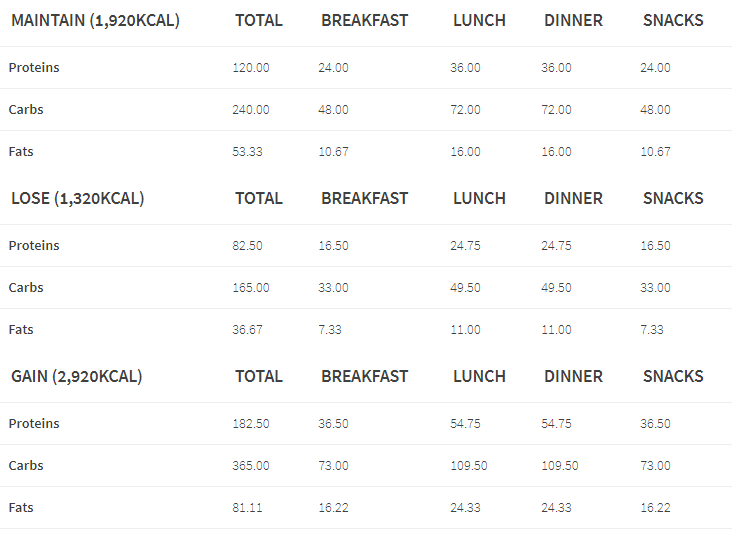 MAINTAIN (1,920KCAL) TOTAL BREAKFAST LUNCH DINNER SNACKS
Proteins 120.00 24.00 36.00 36.00 24.00
Carbs 240.00 48.00 72.00 72.00 48.00
Fats 53.33 10.67 16.00 16.00 10.67
LOSE (1,320KCAL) TOTAL BREAKFAST LUNCH DINNER SNACKS
Proteins 82.50 16.50 24.75 24.75 16.50
Carbs 165.00 33.00 49.50 49.50 33.00
Fats 36.67 7.33 11.00 11.00 7.33
GAIN (2,920KCAL) TOTAL BREAKFAST LUNCH DINNER SNACKS
Proteins 182.50 36.50 54.75 54.75 36.50
Carbs 365.00 73.00 109.50 109.50 73.00
Fats 81.11 16.22 24.33 24.33 16.22